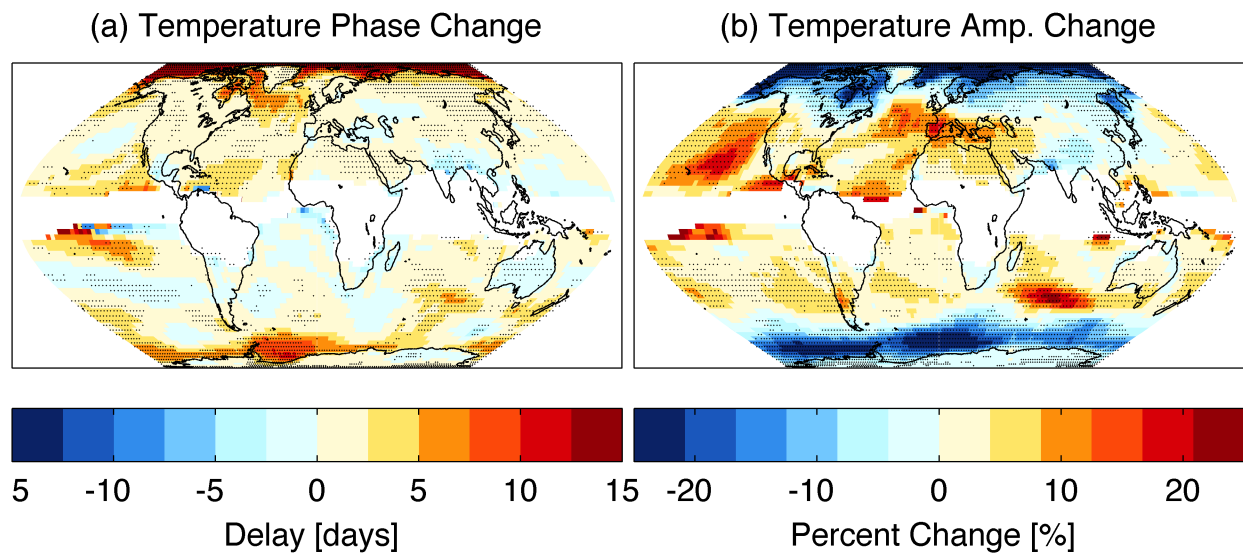 (a) Temperature Phase Change
(b) Temperature Amp. Change
5 -10 -5 0 5 10 15
-20 -10 0 10 20
Delay [days]
Percent Change [%]